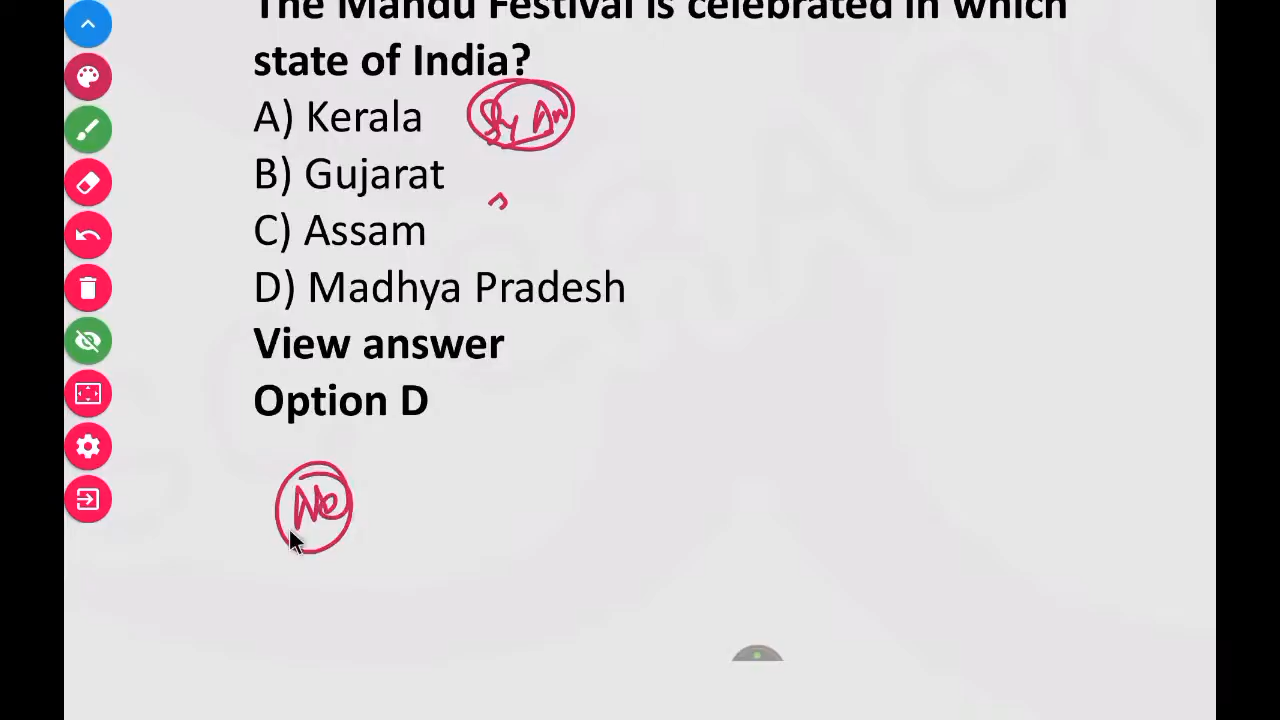 The Mandu Festival is celebrated in which
state of India?
A) Kerala
B) Gujarat
C) Assam
D) Madhya Pradesh
View answer
Option D